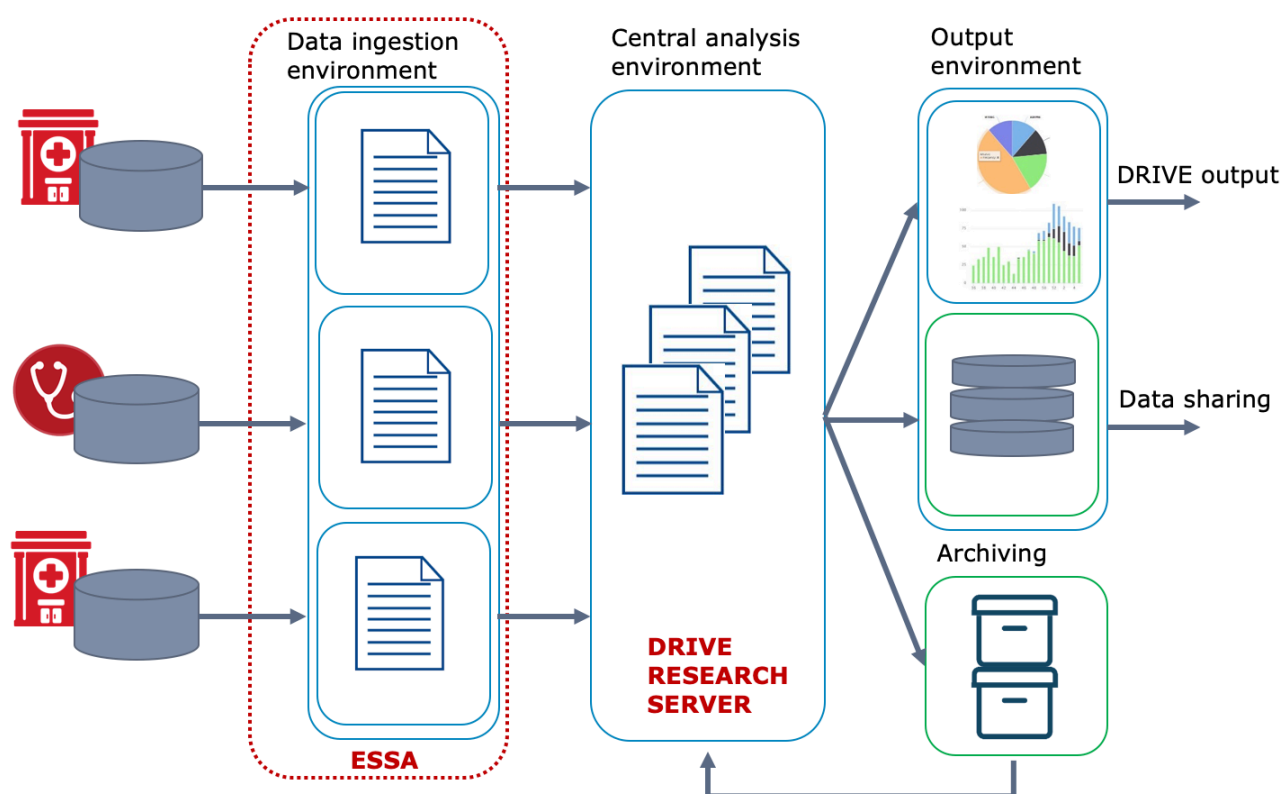 Data ingestion
environment
Central analysis
environment
Output
environment
DRIVE output
Data sharing
Archiving
DRIVE
RESEARCH
SERVER
ESSA